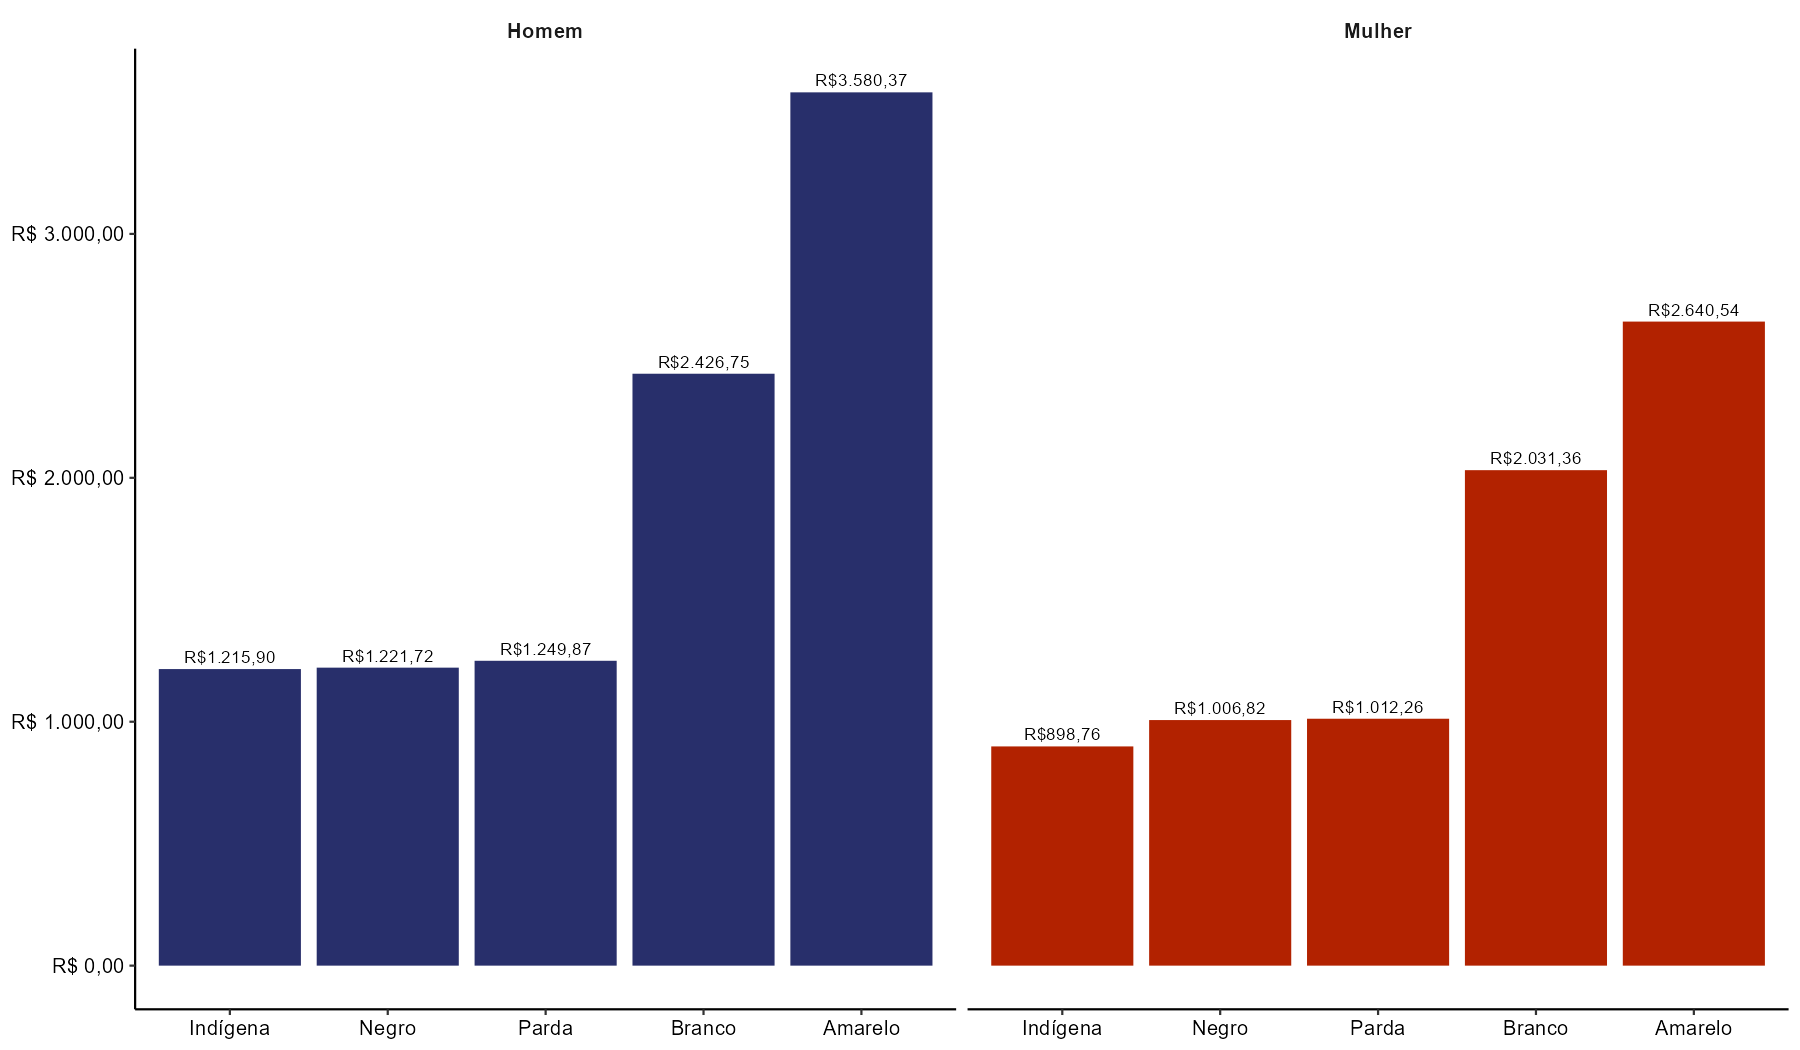 Homem
Mulher
R$ 3.000,00
R$ 2.000,00
R$ 1.000,00
R$ 0,00
R$1.215,90
R$1.221,72
R$1.249,87
R$2.426,75
R$3.580,37
R$898,76
R$1.006,82
R$1.012,26
R$2.031,36
R$2.640,54
Indígena Negro Parda Branco Amarelo
Indígena Negro Parda Branco Amarelo